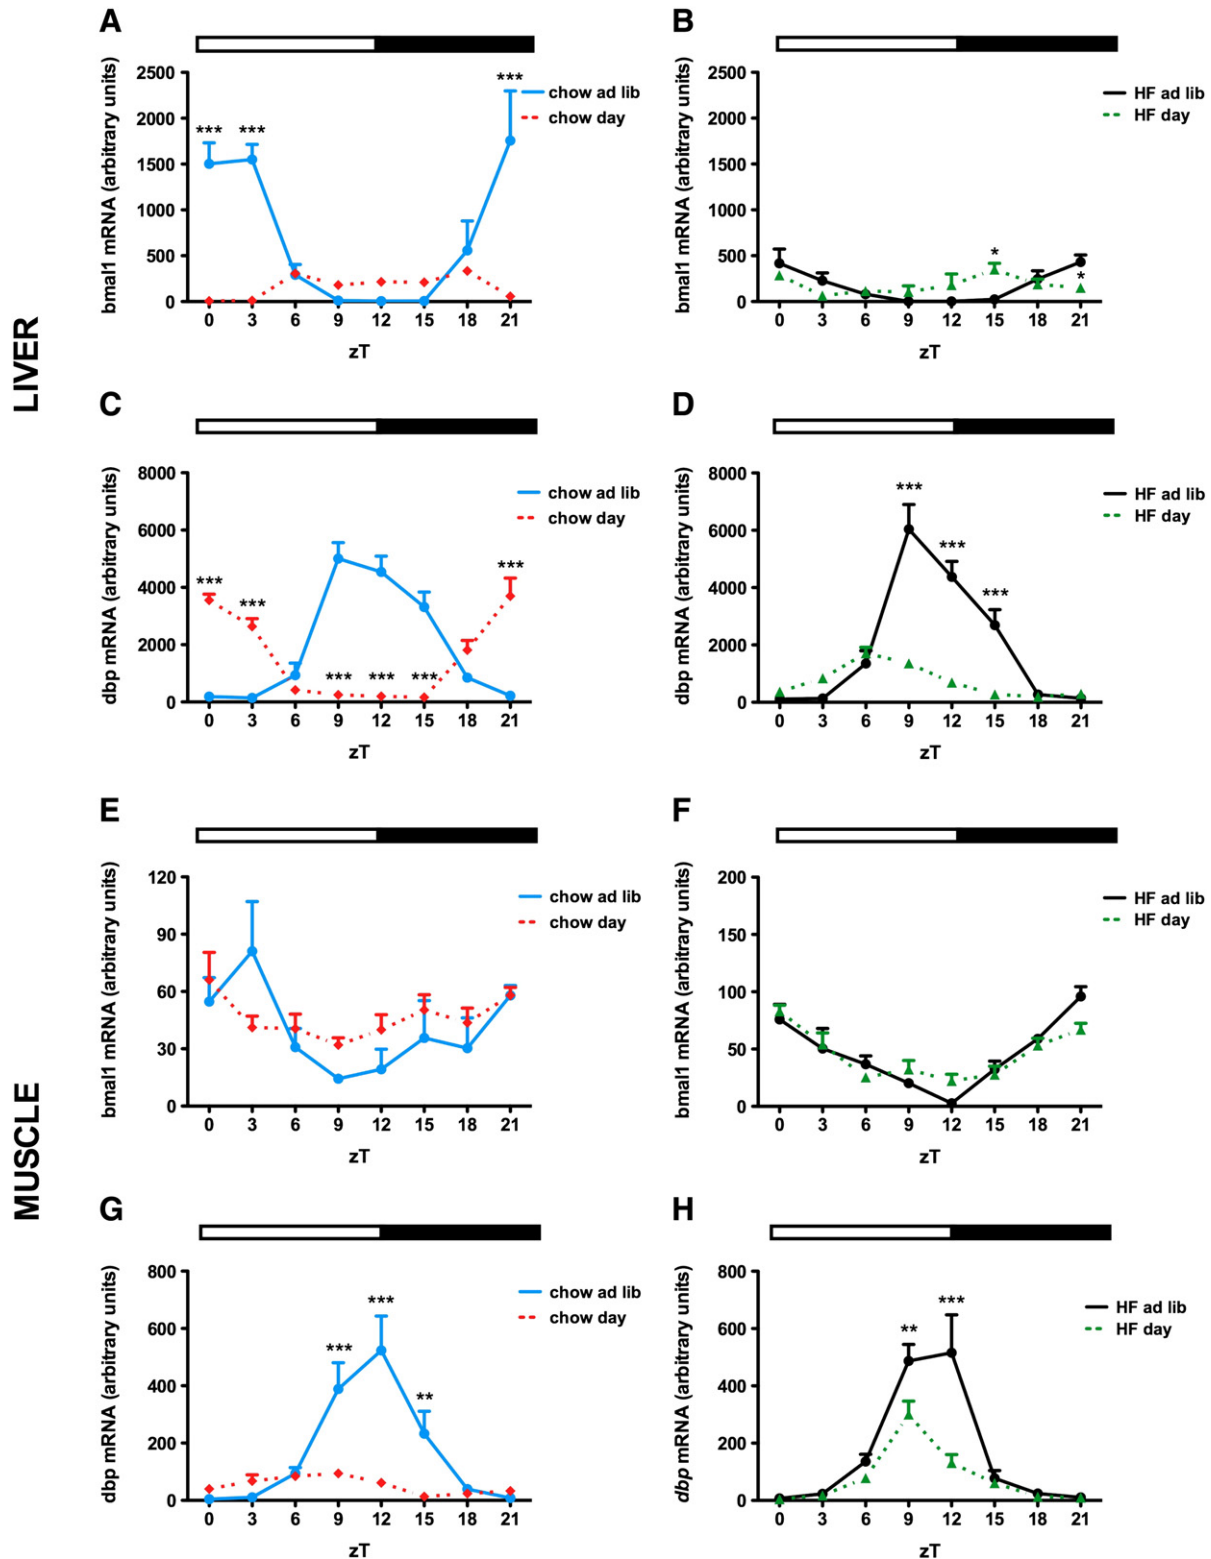 LIVER
MUSCLE
A
bmal1 mRNA (arbitrary units)
2500
2000
1500
1000
500
0
*** *** ***
chow ad lib
chow day
0 3 6 9 12 15 18 21
zT
B
bmal1 mRNA (arbitrary units)
2500
2000
1500
1000
500
0
* *
HF ad lib
HF day
0 3 6 9 12 15 18 21
zT
C
dbp mRNA (arbitrary units)
8000
6000
4000
2000
0
*** *** *** *** *** ***
chow ad lib
chow day
0 3 6 9 12 15 18 21
zT
D
dbp mRNA (arbitrary units)
8000
6000
4000
2000
0
*** *** ***
HF ad lib
HF day
0 3 6 9 12 15 18 21
zT
E
bmal1 mRNA (arbitrary units)
120
90
60
30
0
chow ad lib
chow day
0 3 6 9 12 15 18 21
zT
F
bmal1 mRNA (arbitrary units)
200
150
100
50
0
HF ad lib
HF day
0 3 6 9 12 15 18 21
zT
G
dbp mRNA (arbitrary units)
800
600
400
200
0
*** *** **
chow ad lib
chow day
0 3 6 9 12 15 18 21
zT
H
dbp mRNA (arbitrary units)
800
600
400
200
0
** ***
HF ad lib
HF day
0 3 6 9 12 15 18 21
zT